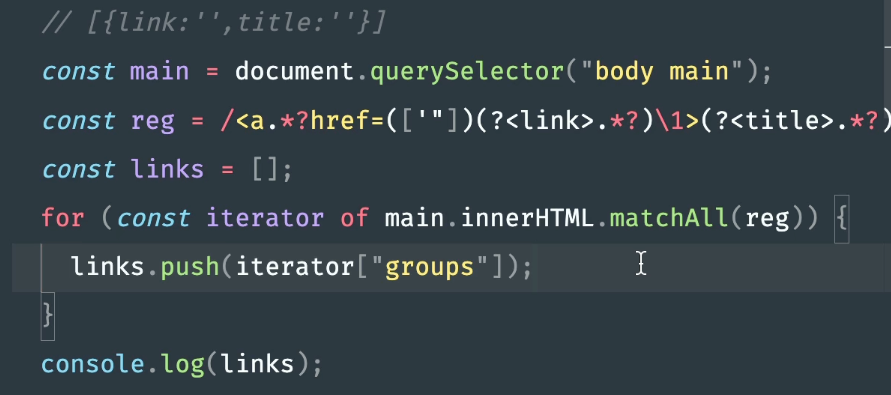 // [{link:'',title:''}]
const main = document.querySelector("body main");
const reg = /<a.*?href=(['"])(?<link>.*?)\1>(?<title>.*?)
const links = [];
for (const iterator of main.innerHTML.matchAll(reg)) {
links.push(iterator["groups"]);
}
console.log(links);